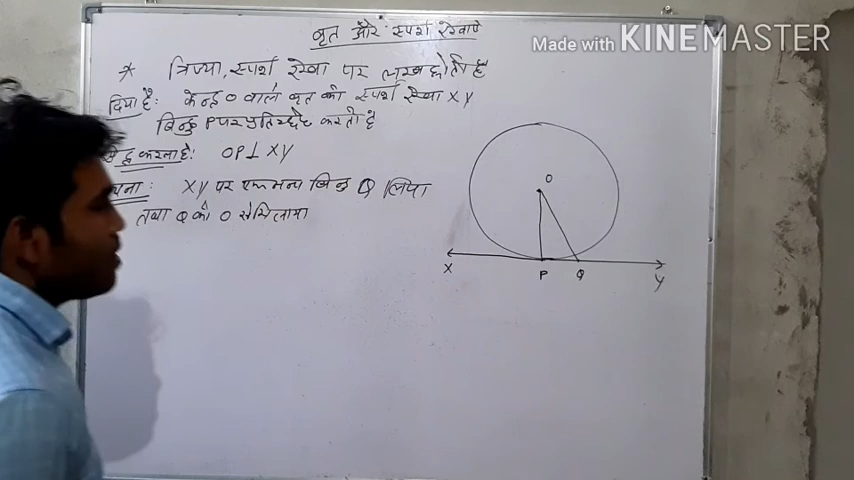 वृत और स्पर्श रेखाएं
Made with KINEMASTER
* त्रिज्या, स्पर्श रेखा पर लम्ब होती है
दिया है: केन्द्र O वाले वृत को स्पर्श रेखा XY
बिन्दु P पर प्रतिच्छेद करती है
करना है: OP⊥XY
XY पर एक अन्य बिन्दु Q लिया
तथा Q को O से मिलाया
O
X
P
Q
Y